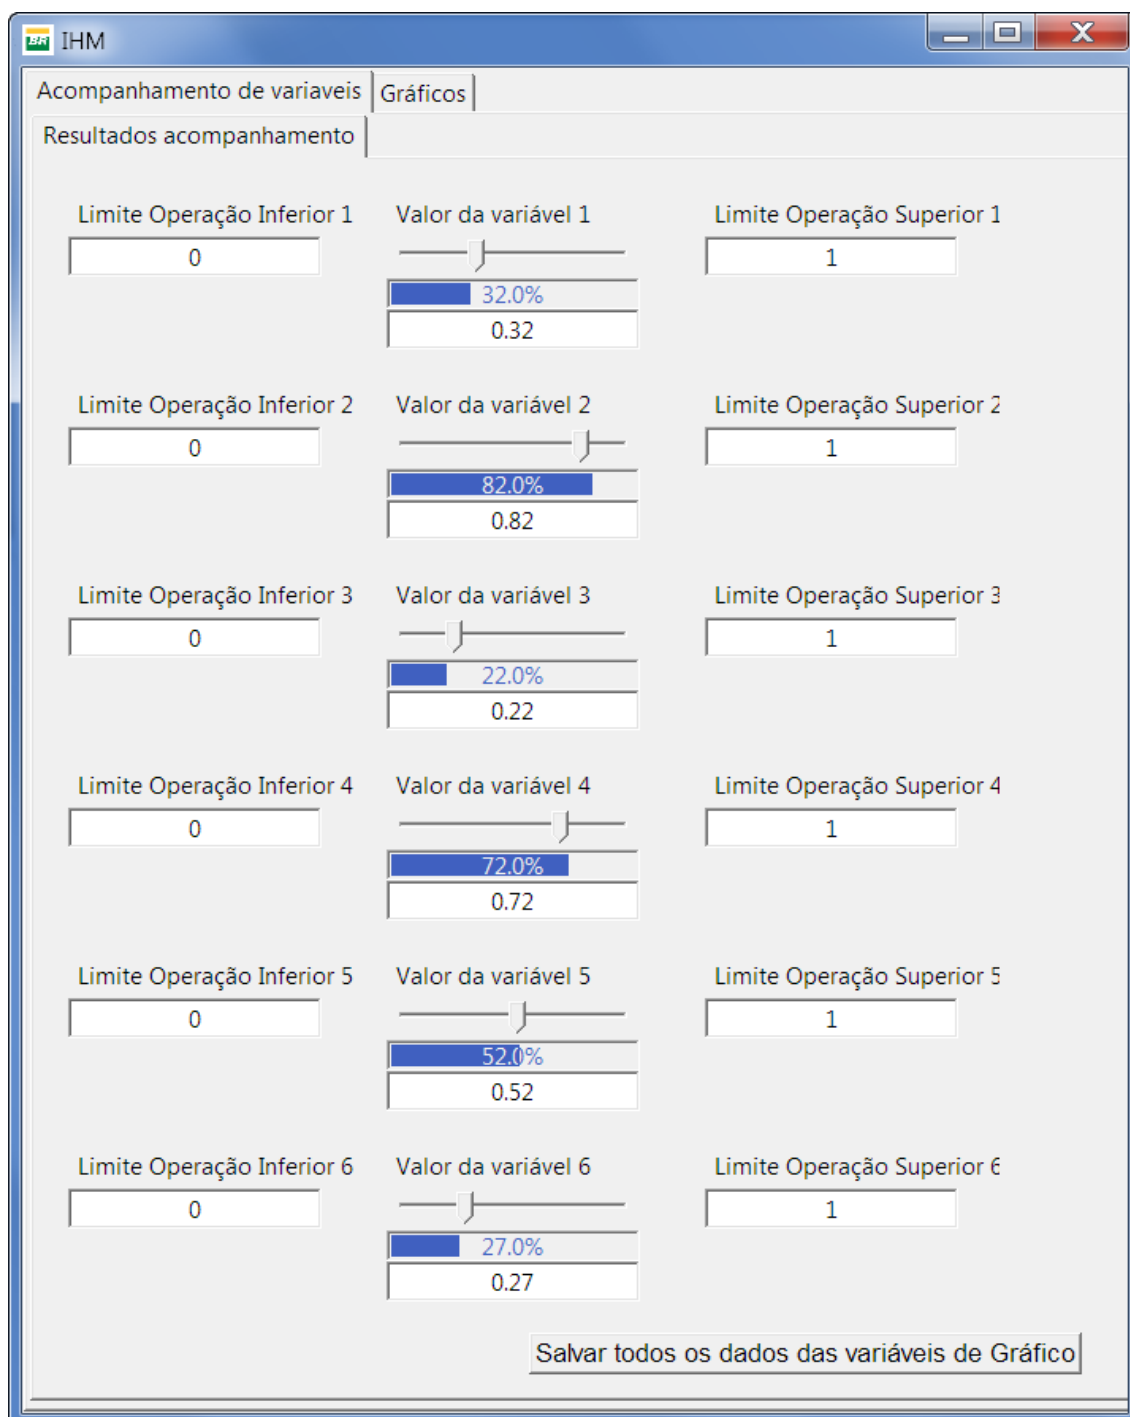 BR IHM
Acompanhamento de variaveis Gráficos
Resultados acompanhamento
Limite Operação Inferior 1 Valor da variável 1 Limite Operação Superior 1
0 1
32.0%
0.32
Limite Operação Inferior 2 Valor da variável 2 Limite Operação Superior 2
0 1
82.0%
0.82
Limite Operação Inferior 3 Valor da variável 3 Limite Operação Superior 3
0 1
22.0%
0.22
Limite Operação Inferior 4 Valor da variável 4 Limite Operação Superior 4
0 1
72.0%
0.72
Limite Operação Inferior 5 Valor da variável 5 Limite Operação Superior 5
0 1
52.0%
0.52
Limite Operação Inferior 6 Valor da variável 6 Limite Operação Superior 6
0 1
27.0%
0.27
Salvar todos os dados das variáveis de Gráfico